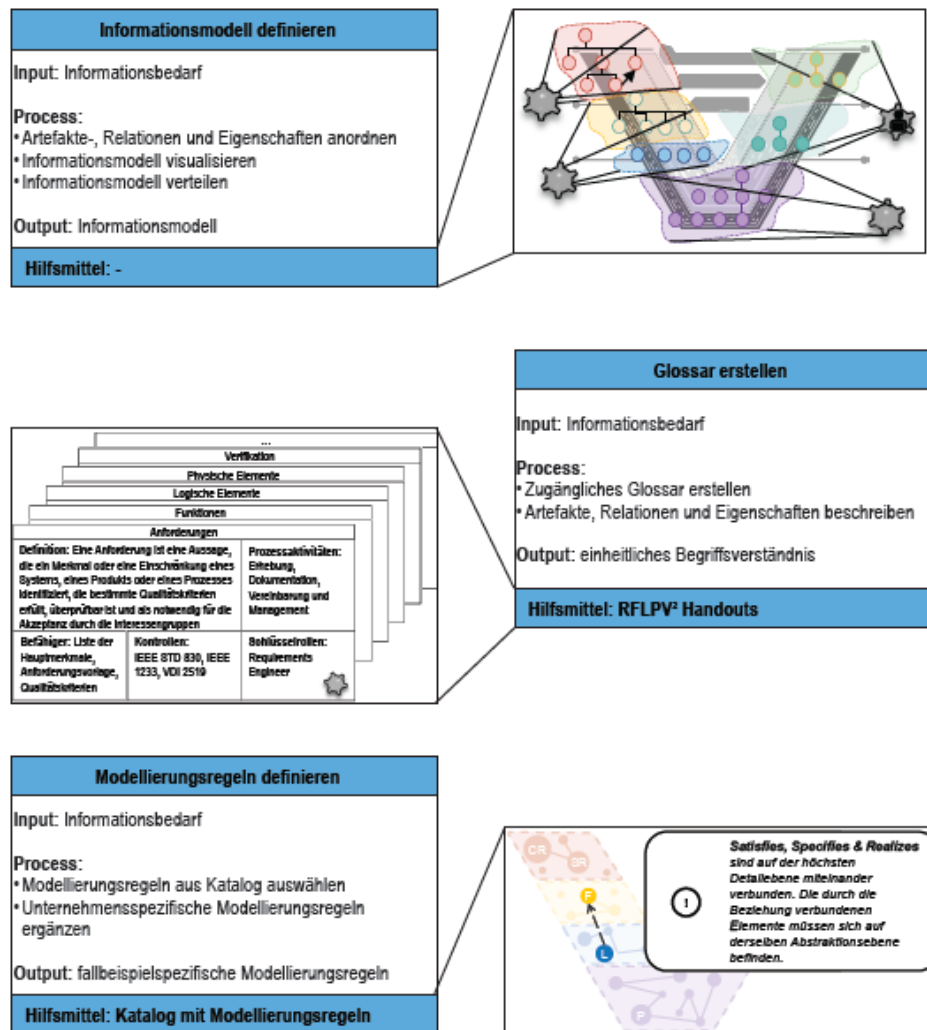 Informationsmodell definieren
Input: Informationsbedarf
Process:
•Artefakte-, Relationen und Eigenschaften anordnen
•Informationsmodell visualisieren
•Informationsmodell verteilen
Output: Informationsmodell
Hilfsmittel: -
Glossar erstellen
Input: Informationsbedarf
Process:
•Zugängliches Glossar erstellen
•Artefakte, Relationen und Eigenschaften beschreiben
Output: einheitliches Begriffsverständnis
Hilfsmittel: RFLPV² Handouts
...
Verifikation
Physische Elemente
Logische Elemente
Funktionen
Anforderungen
Definition: Eine Anforderung ist eine Aussage,
die ein Merkmal oder eine Einschränkung eines
Systems, eines Produkts oder eines Prozesses
identifiziert, die bestimmte Qualitätskriterien
erfüllt, überprüfbar ist und als notwendig für die
Akzeptanz durch die Interessengruppen
Prozessaktivitäten:
Erhebung,
Dokumentation,
Vereinbarung und
Management
Befähiger: Liste der
Hauptmerkmale,
Anforderungsvorlage,
Qualitätskriterien
Kontrollen:
IEEE STD 830, IEEE
1233, VDI 2519
Schlüsselrollen:
Requirements
Engineer
Modellierungsregeln definieren
Input: Informationsbedarf
Process:
•Modellierungsregeln aus Katalog auswählen
•Unternehmensspezifische Modellierungsregeln
ergänzen
Output: fallbeispielspezifische Modellierungsregeln
Hilfsmittel: Katalog mit Modellierungsregeln
CR
SR
F
L
P
!
Satisfies, Specifies & Realizes
sind auf der höchsten
Detailebene miteinander
verbunden. Die durch die
Beziehung verbundenen
Elemente müssen sich auf
derselben Abstraktionsebene
befinden.